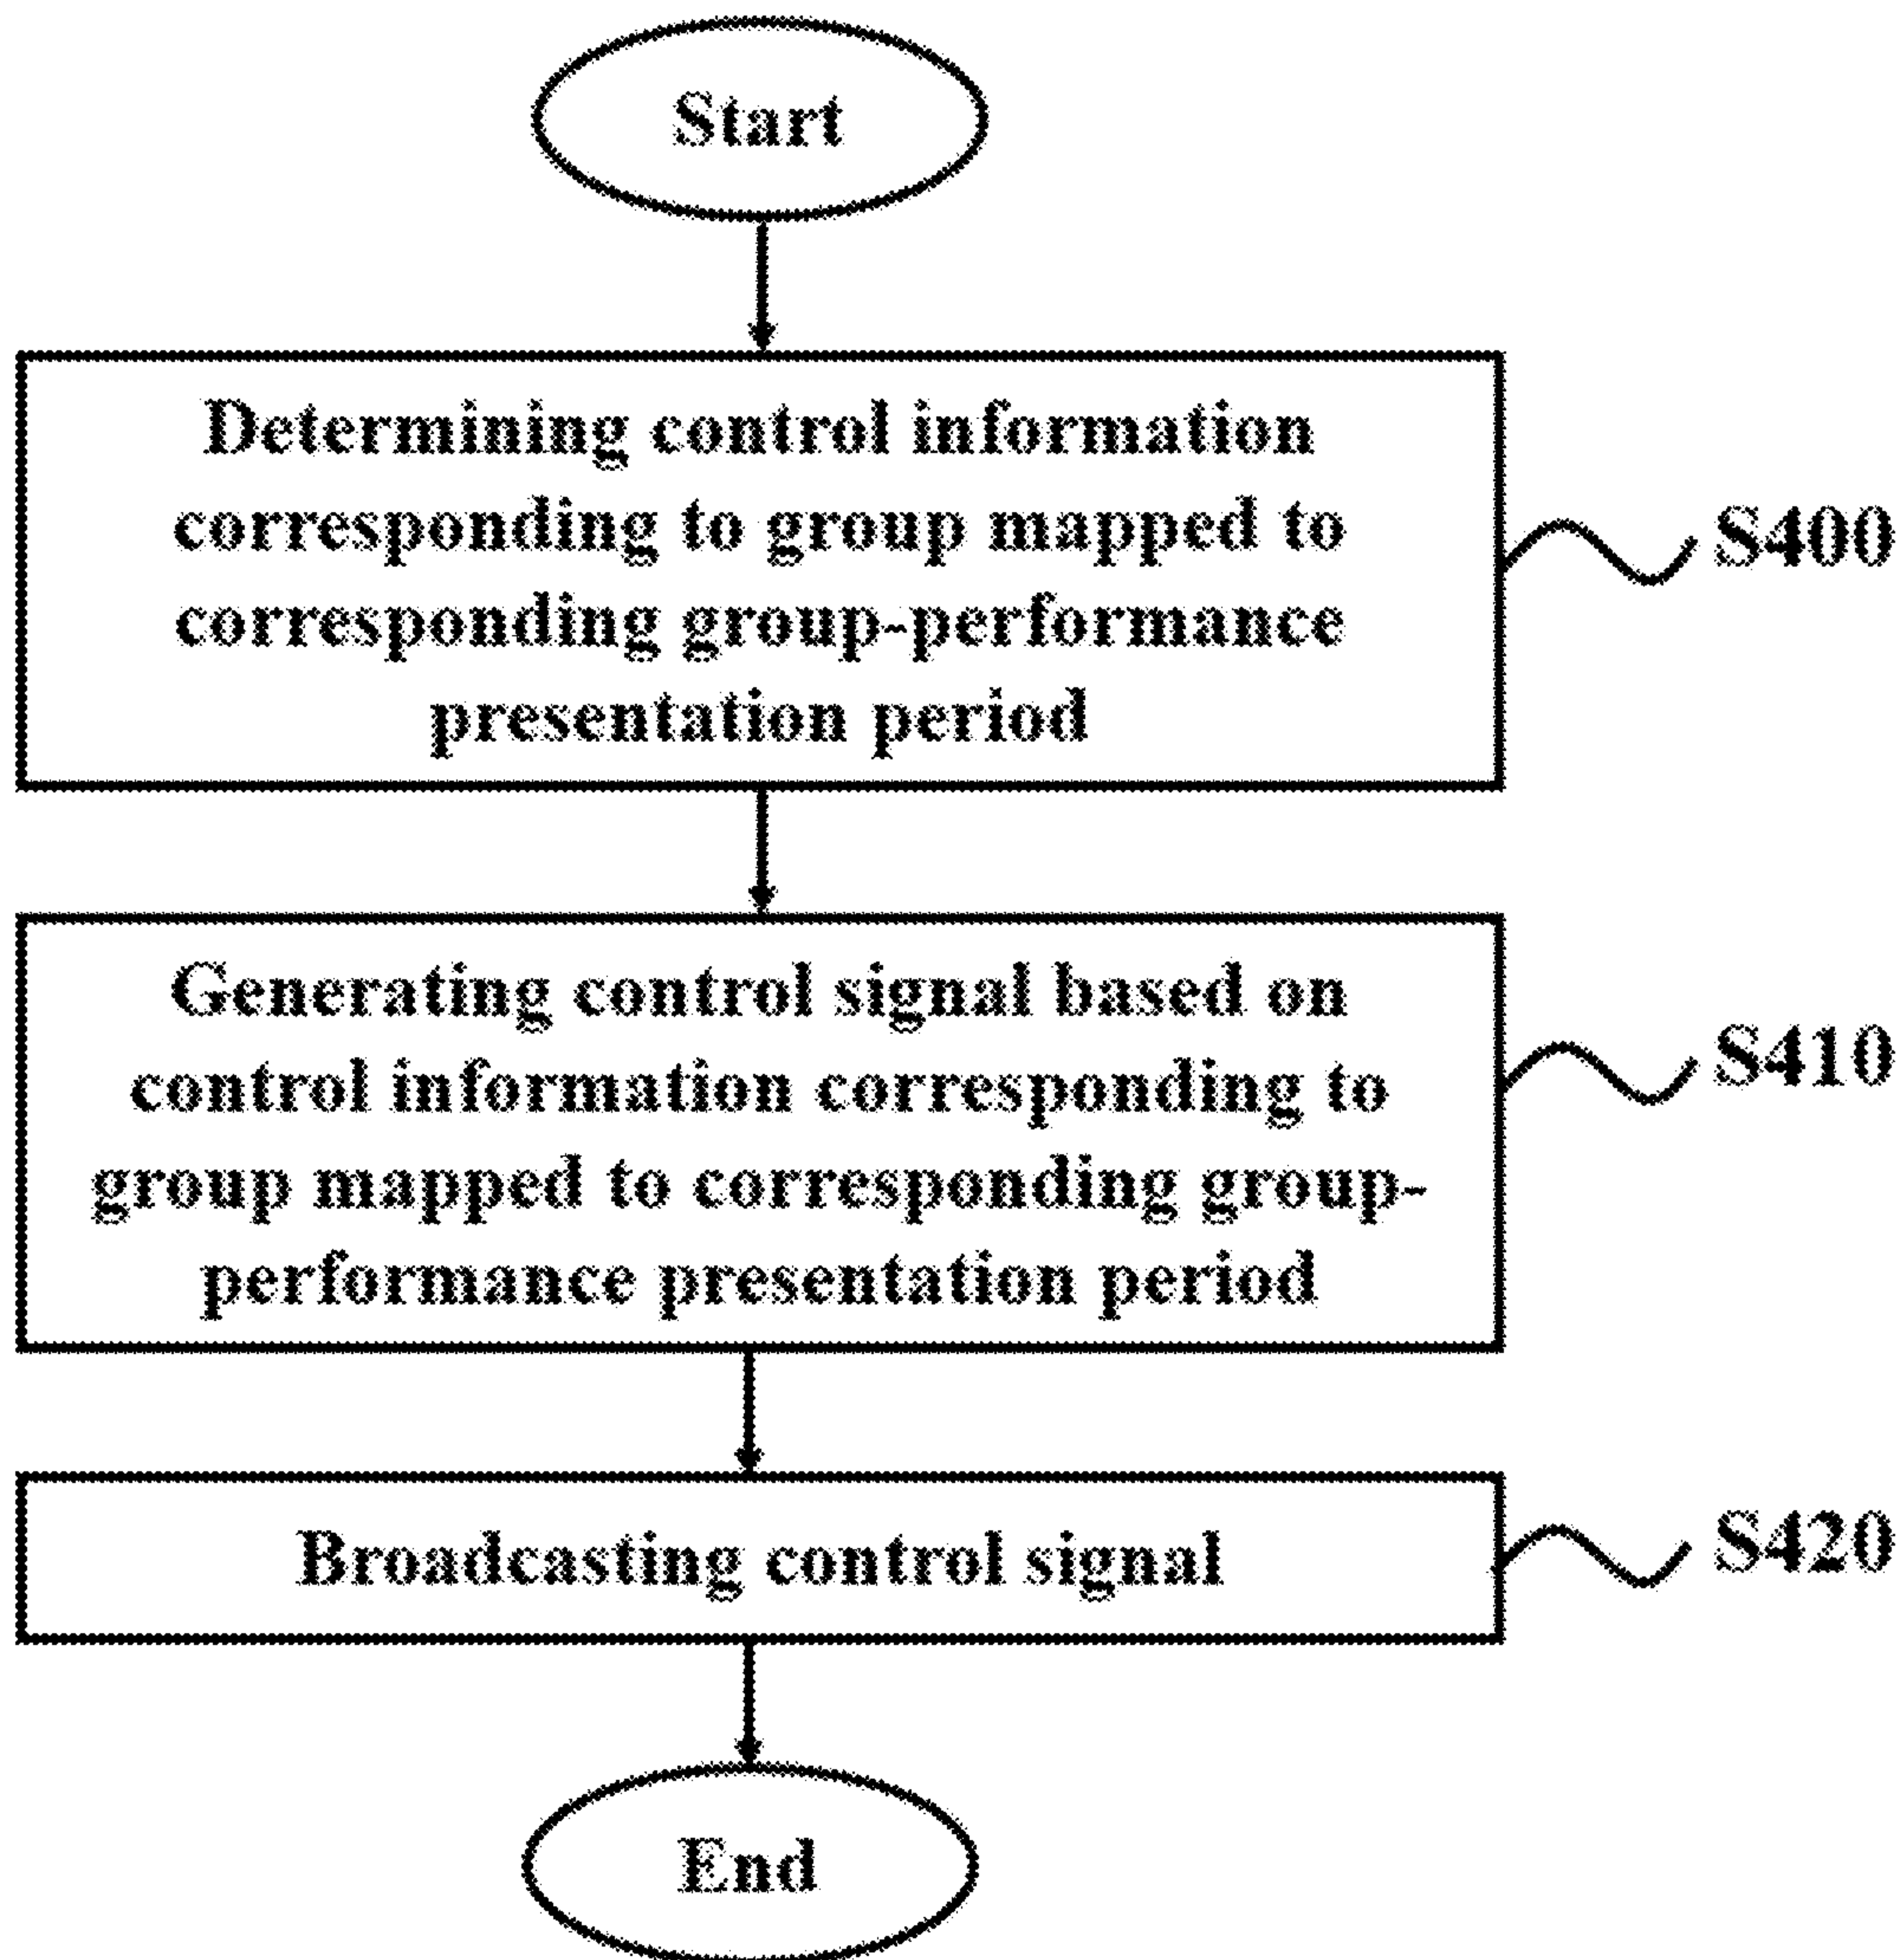 Start
Determining control information
corresponding to group mapped to
corresponding group-performance
presentation period
S400
Generating control signal based on
control information corresponding to
group mapped to corresponding group-
performance presentation period
S410
Broadcasting control signal
S420
End